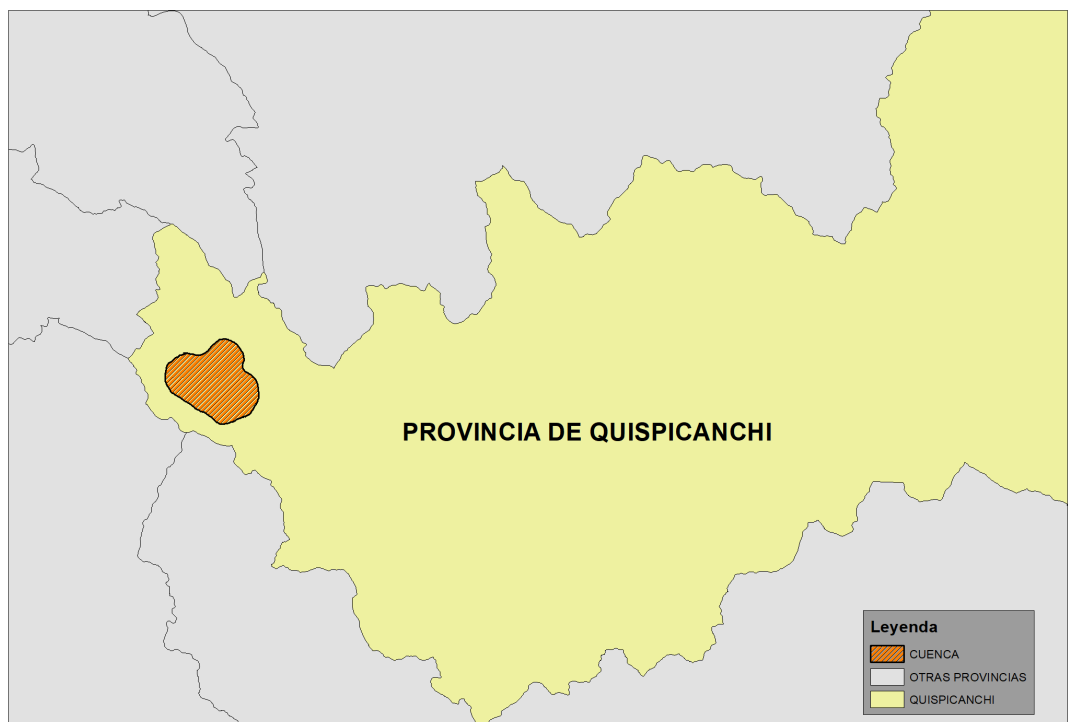 PROVINCIA DE QUISPICANCHI
Leyenda
CUENCA
OTRAS PROVINCIAS
QUISPICANCHI